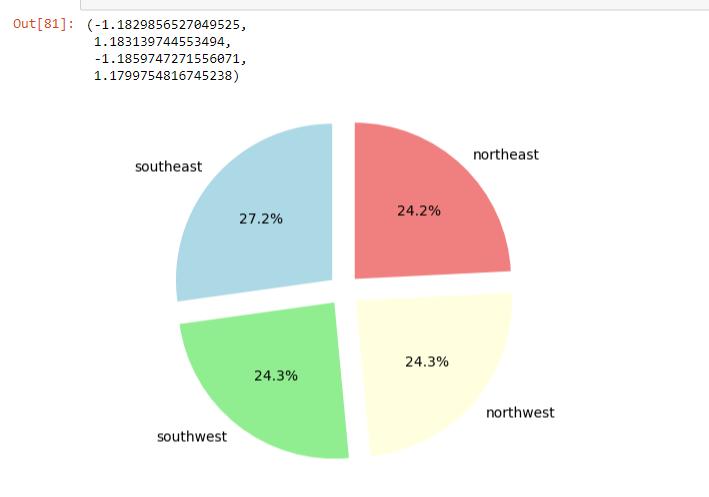 Out[81]: (-1.1829856527049525,
1.183139744553494,
-1.1859747271556071,
1.1799754816745238)
southeast
northeast
27.2%
24.2%
24.3%
24.3%
southwest
northwest